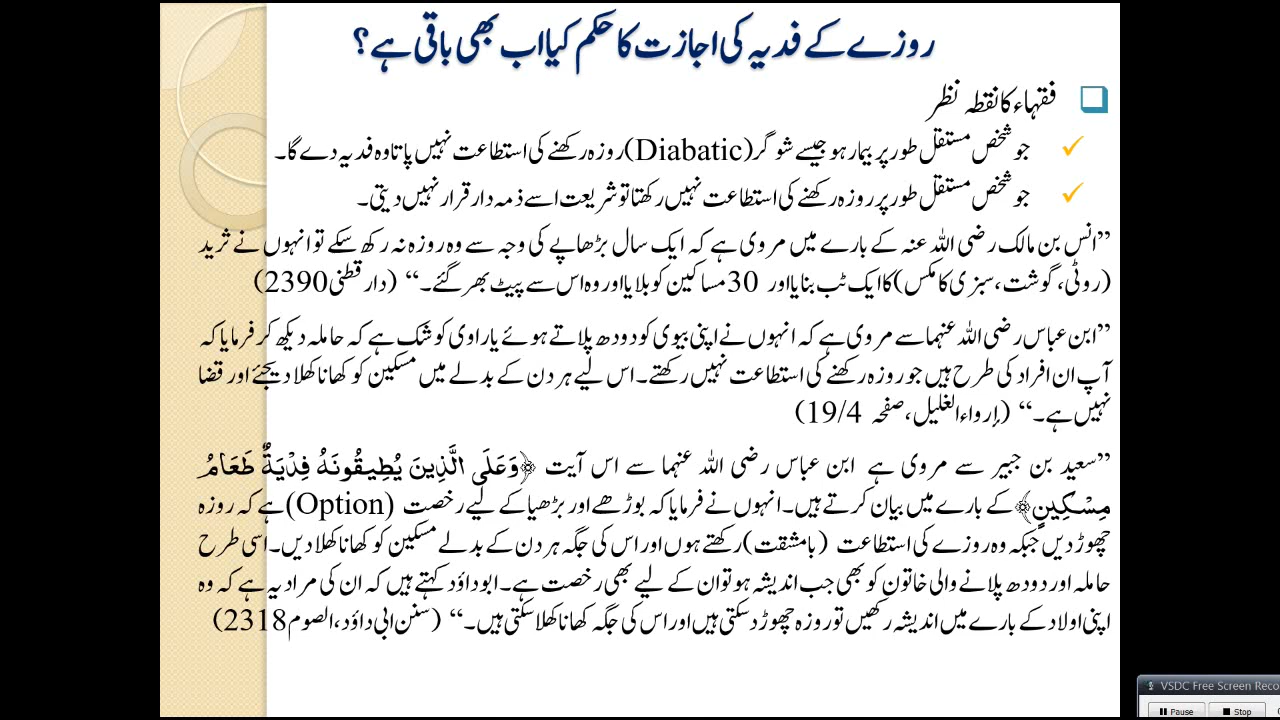 روزے کے فدیہ کی اجازت کا حکم کیا اب بھی باقی ہے؟
فقہاء کا نقطہ نظر
جو شخص مستقل طور پر بیمار ہو جیسے شوگر (Diabatic) روزہ رکھنے کی استطاعت نہیں پاتا وہ فدیہ دے گا۔
جو شخص مستقل طور پر روزہ رکھنے کی استطاعت نہیں رکھتا تو شریعت اسے ذمہ دار قرار نہیں دیتی۔
”انس بن مالک رضی اللہ عنہ کے بارے میں مروی ہے کہ ایک سال بڑھاپے کی وجہ سے وہ روزہ نہ رکھ سکے تو انہوں نے ثرید
(روٹی، گوشت، سبزی کا مکس) کا ایک ٹب بنایا اور 30 مساکین کو بلایا اور وہ اس سے پیٹ بھر گئے۔“ (دار قطنی 2390)
”ابن عباس رضی اللہ عنہما سے مروی ہے کہ انہوں نے اپنی بیوی کو دودھ پلاتے ہوئے یا راوی کو شک ہے کہ حاملہ دیکھ کر فرمایا کہ
آپ ان افراد کی طرح ہیں جو روزہ رکھنے کی استطاعت نہیں رکھتے۔ اس لیے ہر دن کے بدلے میں مسکین کو کھانا کھلا دیجئے اور قضا
نہیں ہے۔“ (إرواء الغلیل، صفحہ 19/4)
”سعید بن جبیر سے مروی ہے ابن عباس رضی اللہ عنہما سے اس آیت ﴿وَعَلَى الَّذِينَ يُطِيقُونَهُ فِدْيَةٌ طَعَامُ
مِسْكِينٍ﴾ کے بارے میں بیان کرتے ہیں۔ انہوں نے فرمایا کہ بوڑھے اور بڑھیا کے لیے رخصت (Option) ہے کہ روزہ
چھوڑ دیں جبکہ وہ روزے کی استطاعت (با مشقت) رکھتے ہوں اور اس کی جگہ ہر دن کے بدلے مسکین کو کھانا کھلا دیں۔ اسی طرح
حاملہ اور دودھ پلانے والی خاتون کو بھی جب اندیشہ ہو تو ان کے لیے بھی رخصت ہے۔ ابوداؤد کہتے ہیں کہ ان کی مراد یہ ہے کہ وہ
اپنی اولاد کے بارے میں اندیشہ رکھیں تو روزہ چھوڑ سکتی ہیں اور اس کی جگہ کھانا کھلا سکتی ہیں۔“ (سنن ابی داؤد، الصوم 2318)
VSDC Free Screen Reco
Pause Stop